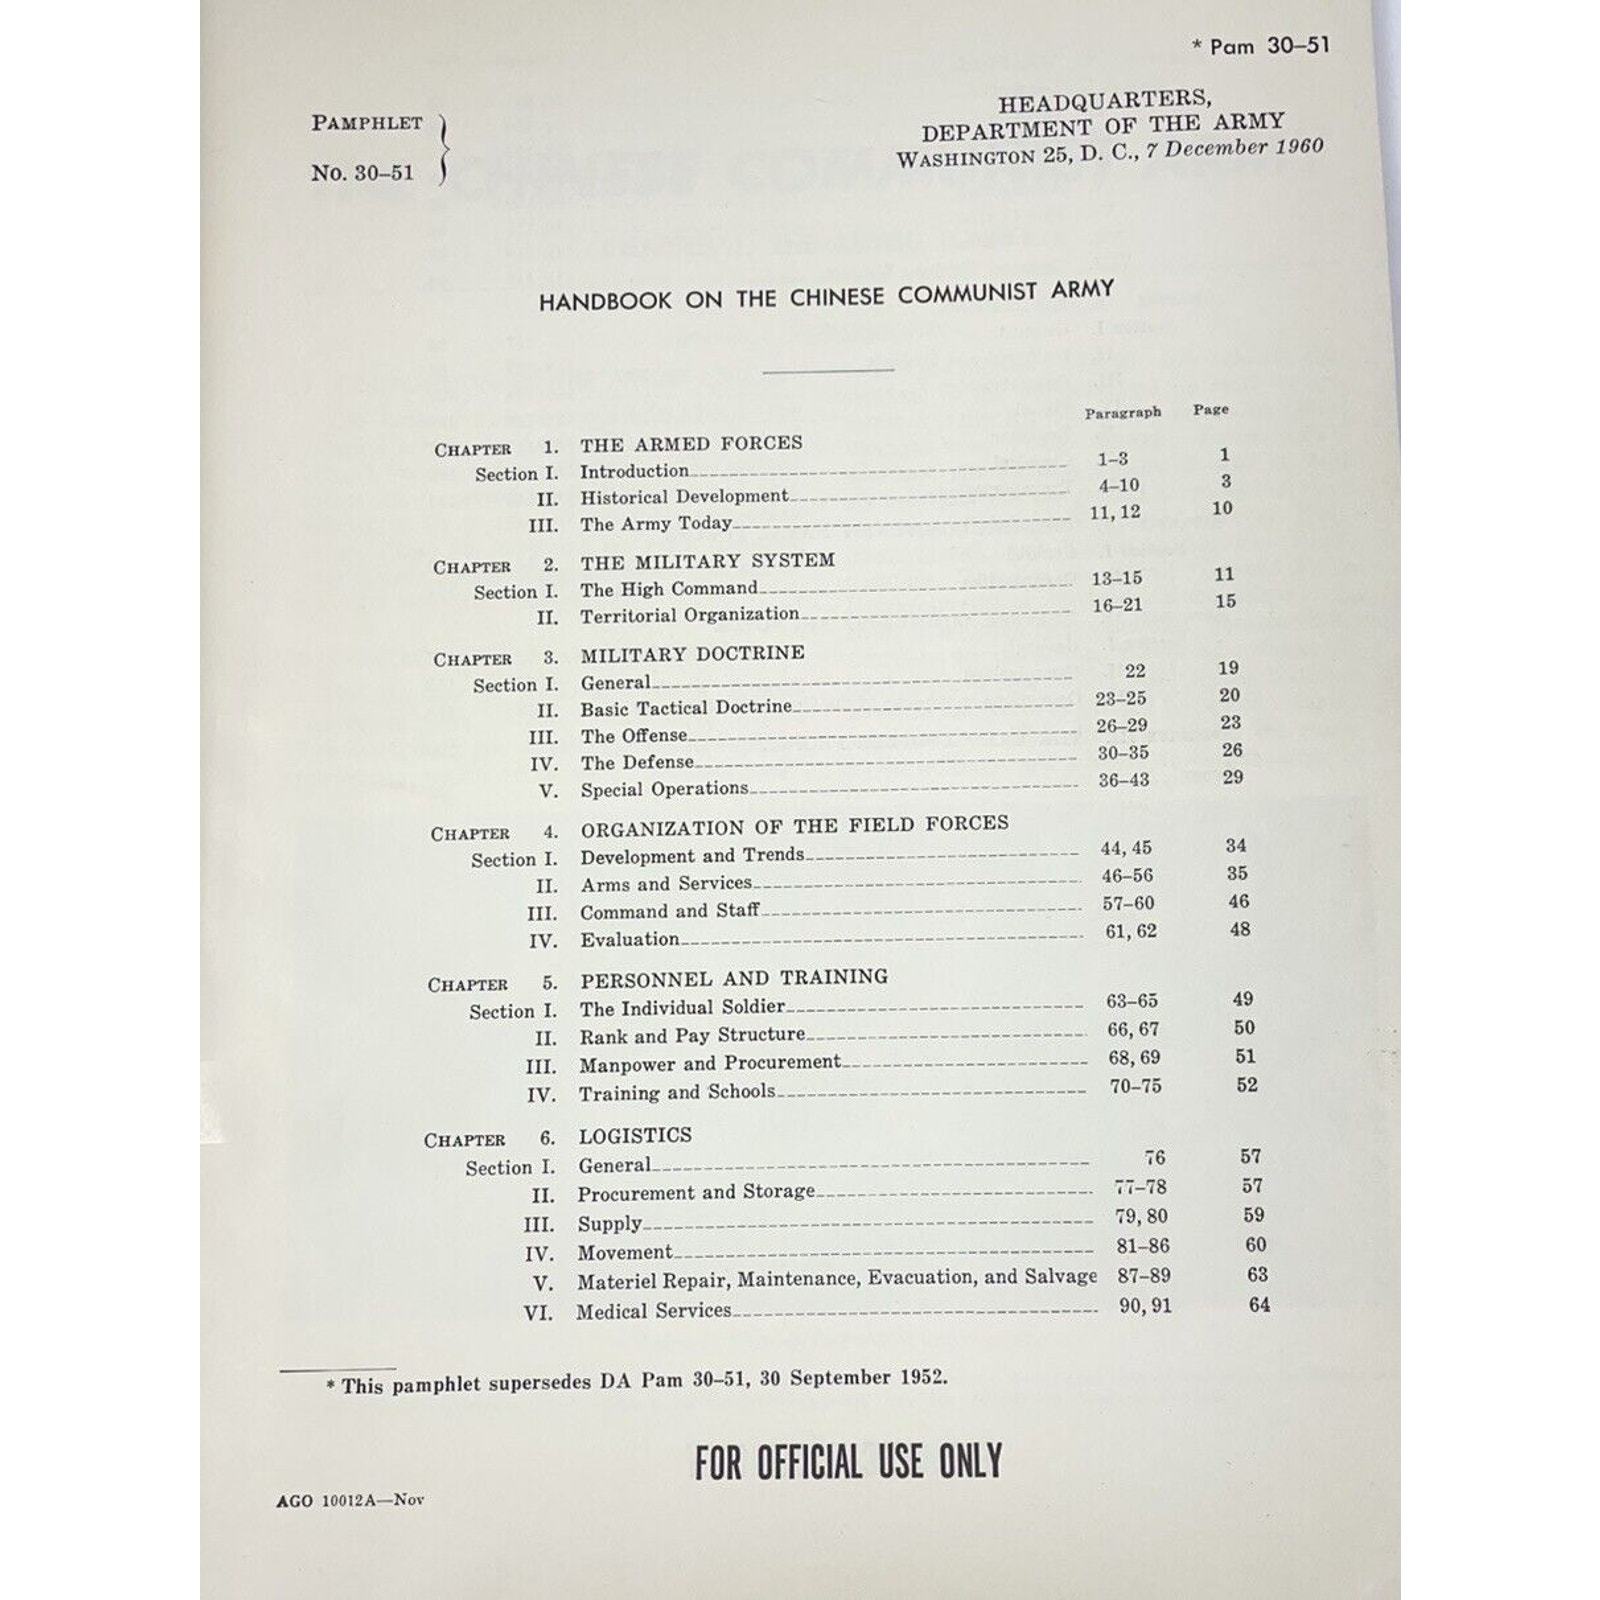 * Pam 30–51
PAMPHLET
No. 30–51
HEADQUARTERS,
DEPARTMENT OF THE ARMY
WASHINGTON 25, D. C., 7 December 1960
HANDBOOK ON THE CHINESE COMMUNIST ARMY
Paragraph Page
CHAPTER 1. THE ARMED FORCES
Section I. Introduction 1–3 1
II. Historical Development 4–10 3
III. The Army Today 11, 12 10
CHAPTER 2. THE MILITARY SYSTEM
Section I. The High Command 13–15 11
II. Territorial Organization 16–21 15
CHAPTER 3. MILITARY DOCTRINE
Section I. General 22 19
II. Basic Tactical Doctrine 23–25 20
III. The Offense 26–29 23
IV. The Defense 30–35 26
V. Special Operations 36–43 29
CHAPTER 4. ORGANIZATION OF THE FIELD FORCES
Section I. Development and Trends 44, 45 34
II. Arms and Services 46–56 35
III. Command and Staff 57–60 46
IV. Evaluation 61, 62 48
CHAPTER 5. PERSONNEL AND TRAINING
Section I. The Individual Soldier 63–65 49
II. Rank and Pay Structure 66, 67 50
III. Manpower and Procurement 68, 69 51
IV. Training and Schools 70–75 52
CHAPTER 6. LOGISTICS
Section I. General 76 57
II. Procurement and Storage 77–78 57
III. Supply 79, 80 59
IV. Movement 81–86 60
V. Materiel Repair, Maintenance, Evacuation, and Salvage 87–89 63
VI. Medical Services 90, 91 64
* This pamphlet supersedes DA Pam 30–51, 30 September 1952.
FOR OFFICIAL USE ONLY
AGO 10012A—Nov